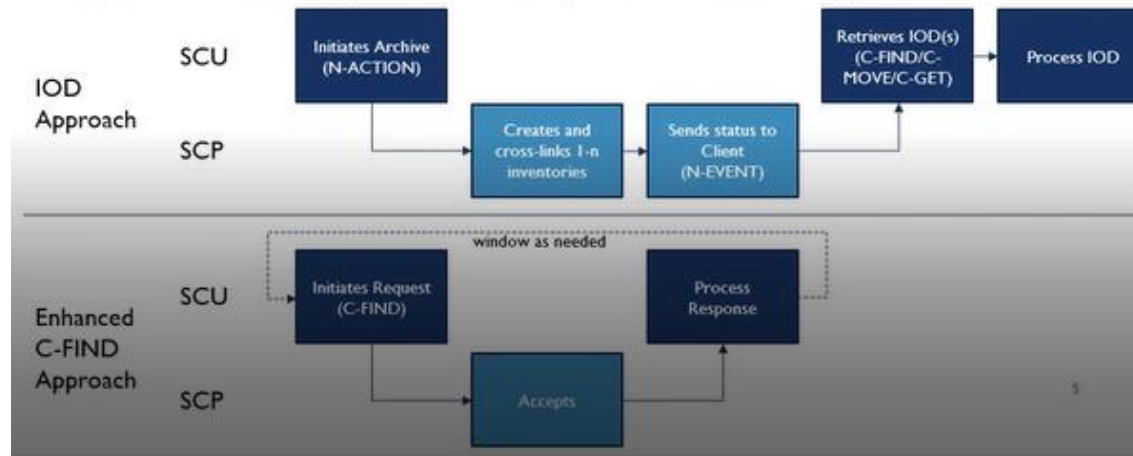 IOD
Approach
SCU
SCP
Initiates Archive
(N-ACTION)
Creates and
cross-links 1-n
inventories
Sends status to
Client
(N-EVENT)
Retrieves IOD(s)
(C-FIND/C-
MOVE/C-GET)
Process IOD
Enhanced
C-FIND
Approach
SCU
SCP
window as needed
Initiates Request
(C-FIND)
Accepts
Process
Response
5